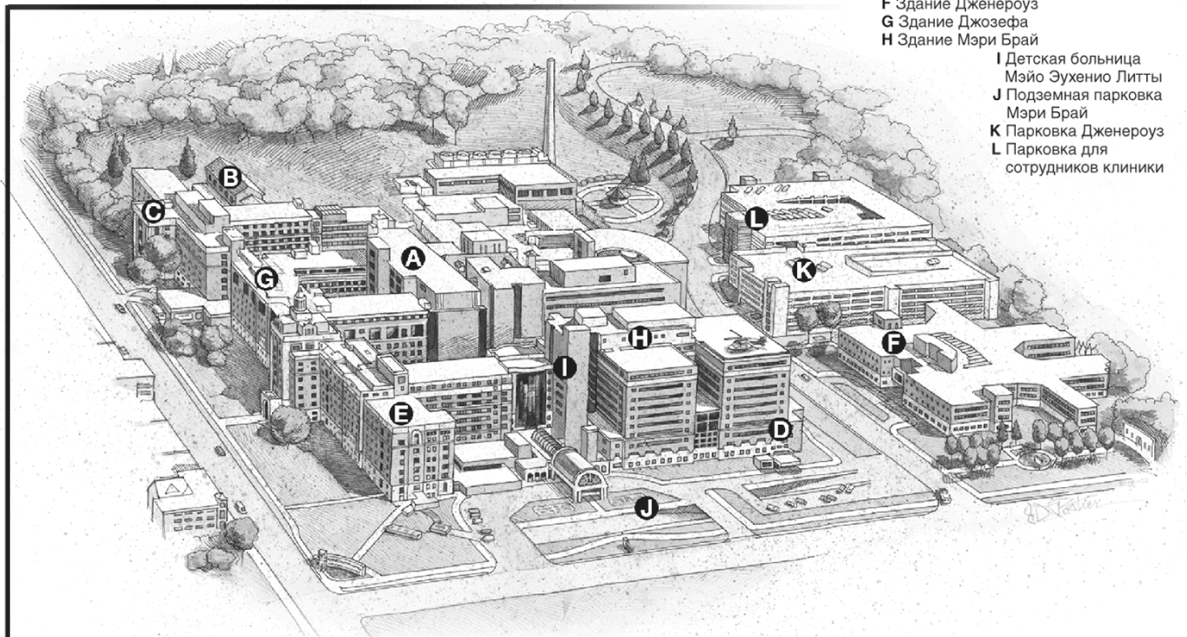 F Здание Дженероуз
G Здание Джозефа
H Здание Мэри Брай
I Детская больница
Мэйо Эухенио Литты
J Подземная парковка
Мэри Брай
K Парковка Дженероуз
L Парковка для
сотрудников клиники
B
C
A
L
G
K
H
F
I
E
D
J